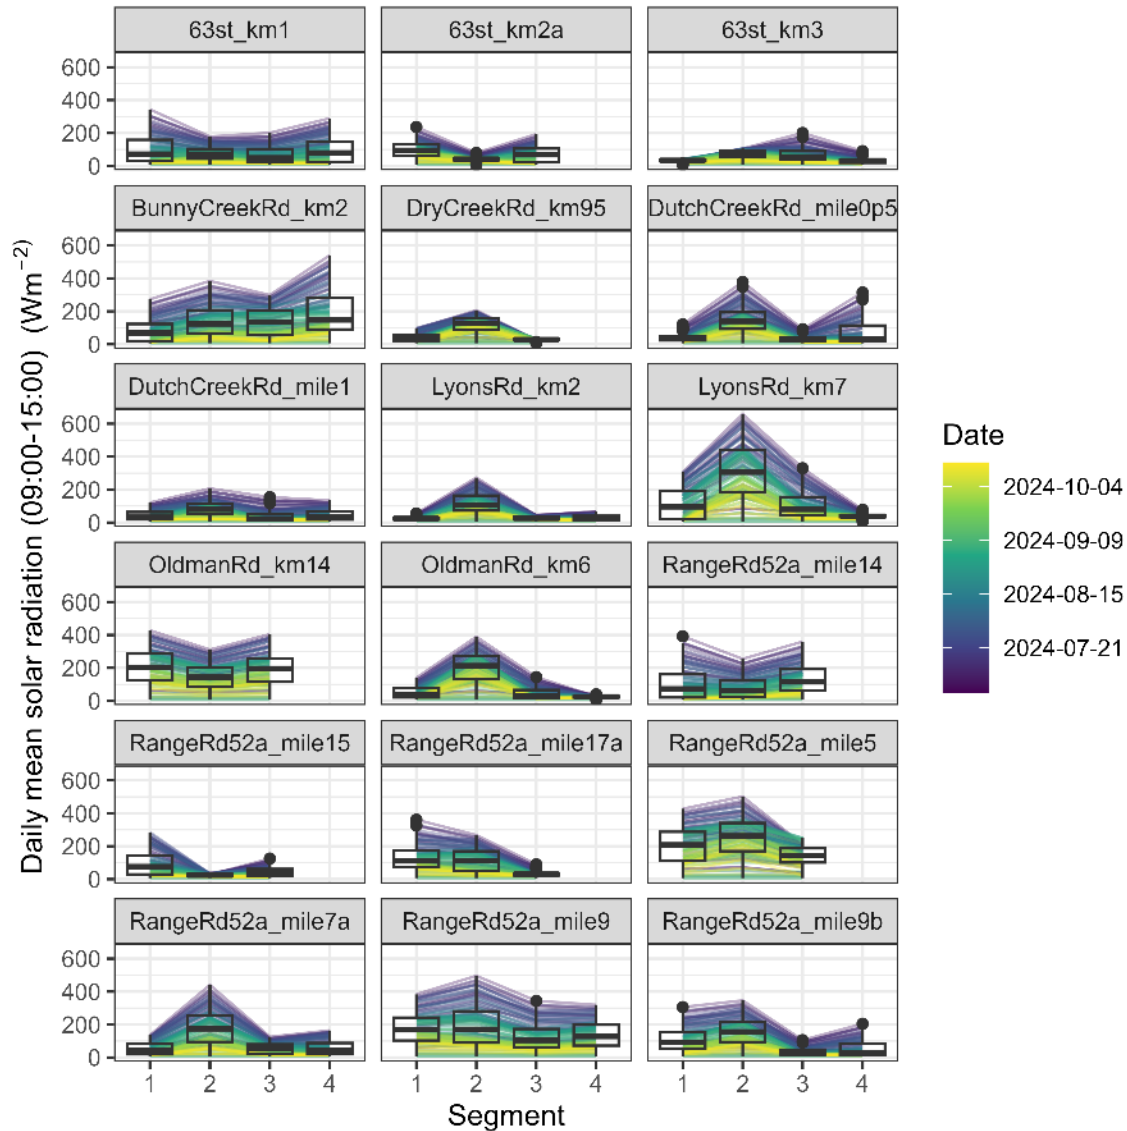 63st_km1 63st_km2a 63st_km3
600
400
200
0
BunnyCreekRd_km2 DryCreekRd_km95 DutchCreekRd_mile0p5
600
400
200
0
DutchCreekRd_mile1 LyonsRd_km2 LyonsRd_km7
600
400
200
0
OldmanRd_km14 OldmanRd_km6 RangeRd52a_mile14
600
400
200
0
RangeRd52a_mile15 RangeRd52a_mile17a RangeRd52a_mile5
600
400
200
0
RangeRd52a_mile7a RangeRd52a_mile9 RangeRd52a_mile9b
600
400
200
0
1 2 3 4 1 2 3 4 1 2 3 4
Segment
Daily mean solar radiation (09:00-15:00) (Wm⁻²)
Date
2024-10-04
2024-09-09
2024-08-15
2024-07-21